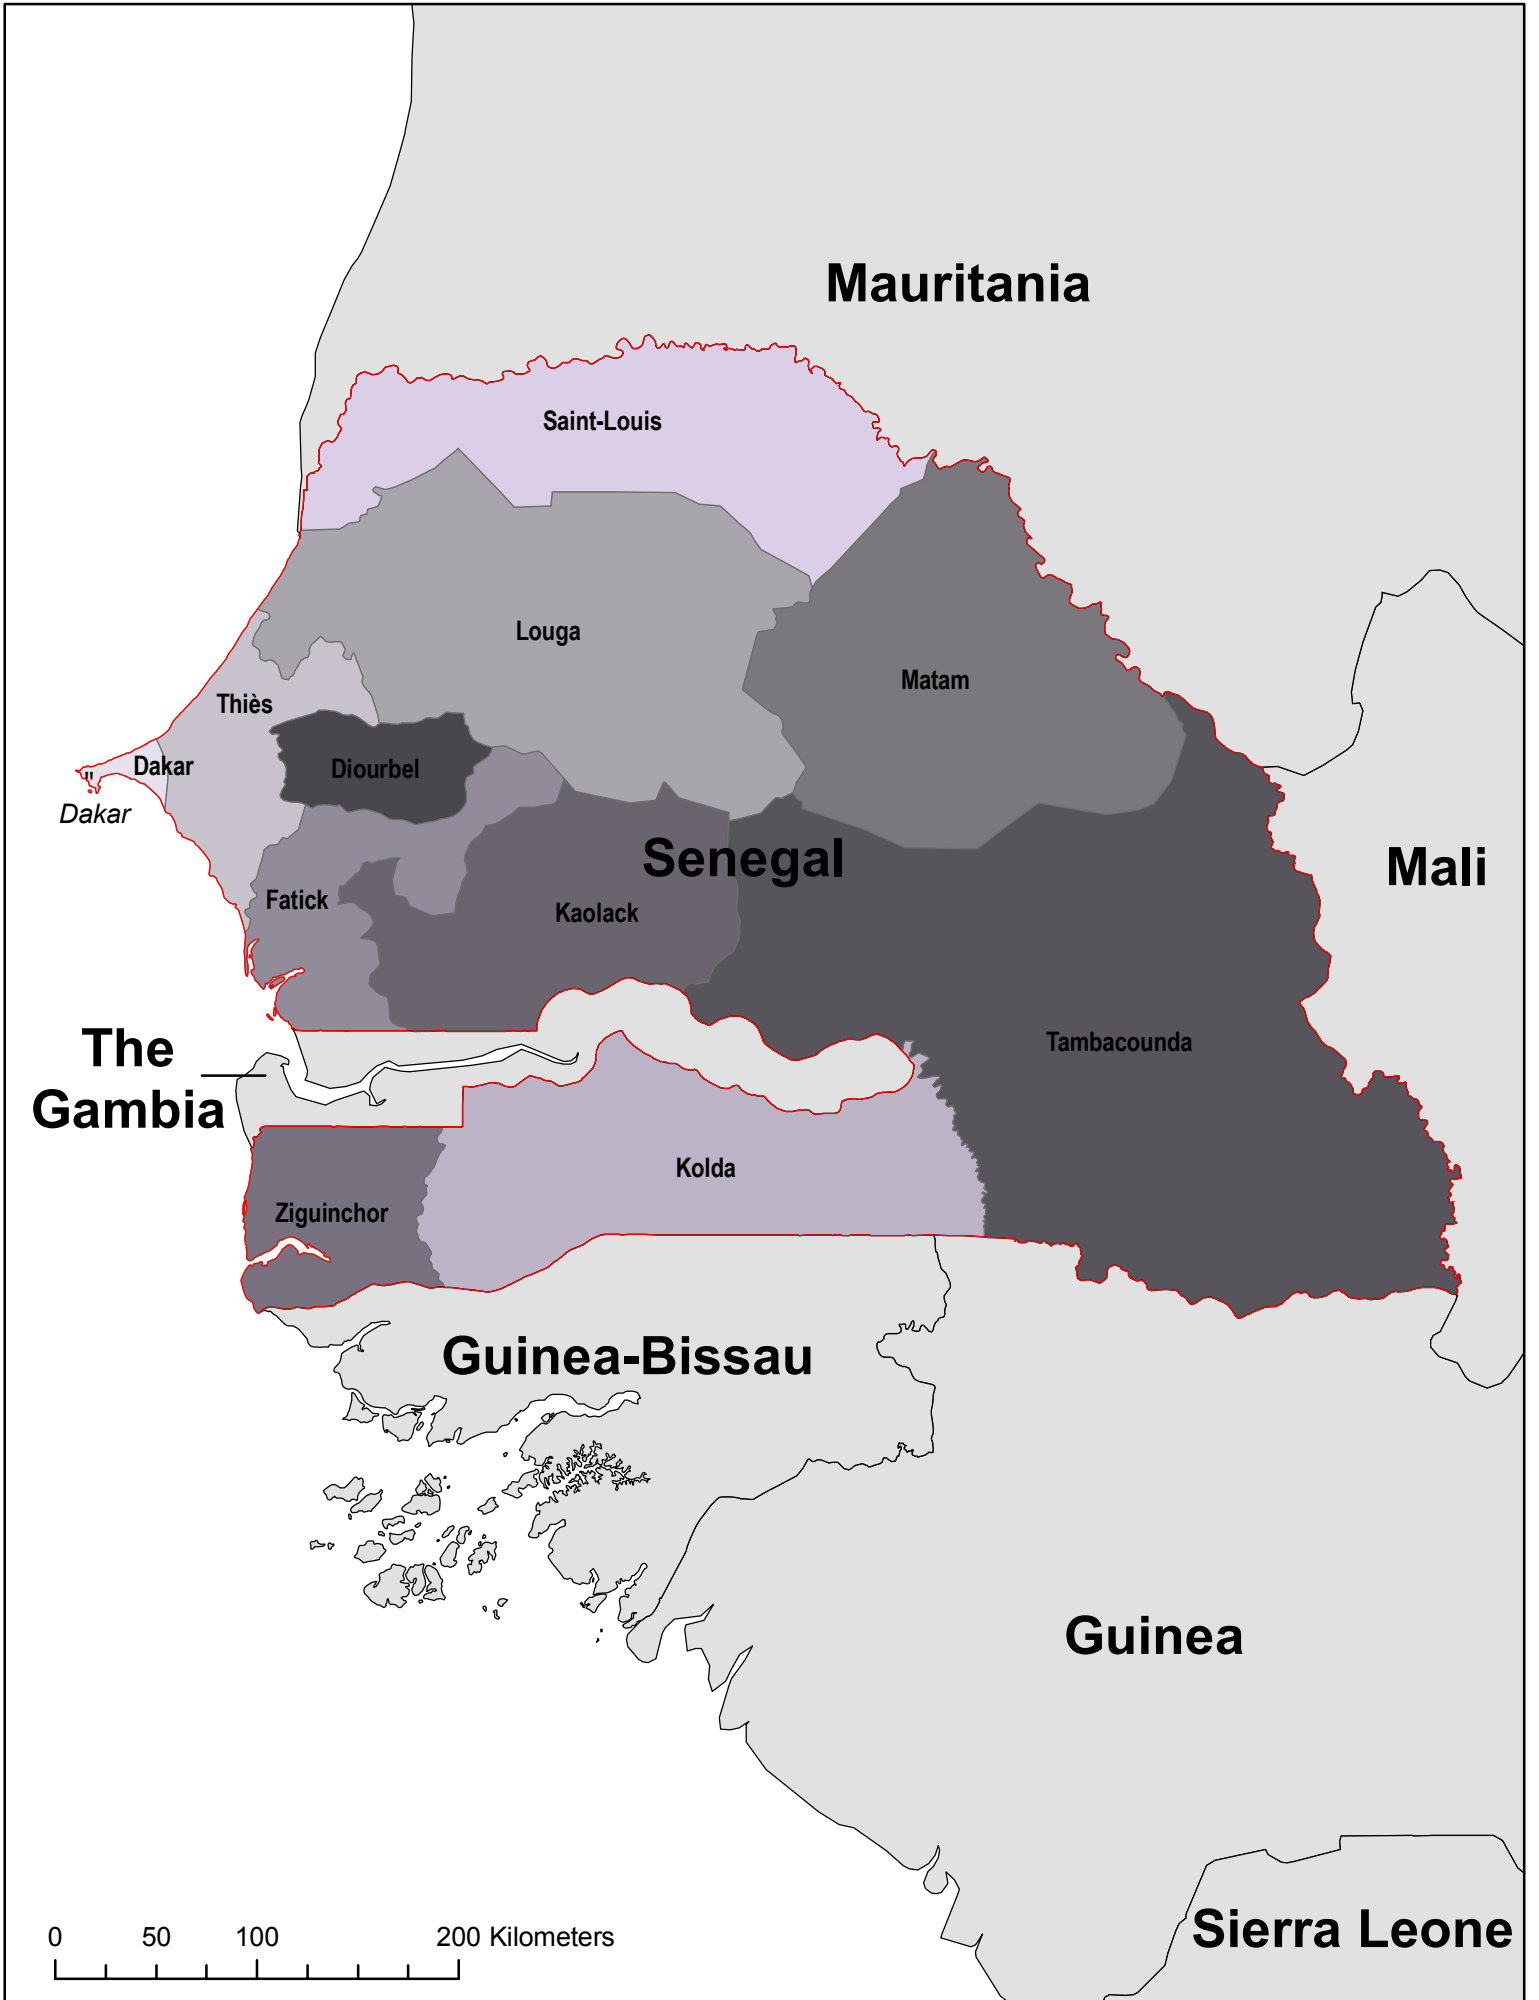 Mauritania
Saint-Louis
Louga
Matam
Thiès
Dakar
"
Diourbel
Dakar
Senegal
Mali
Fatick
Kaolack
The
Gambia
Tambacounda
Kolda
Ziguinchor
Guinea-Bissau
Guinea
Sierra Leone
0 50 100 200 Kilometers